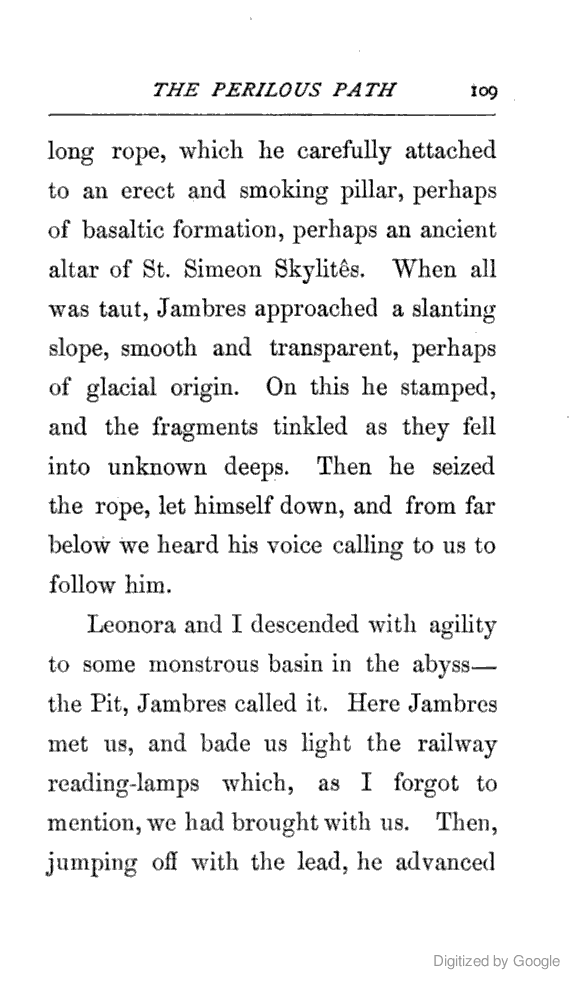 THE PERILOUS PATH 109
long rope, which he carefully attached
to an erect and smoking pillar, perhaps
of basaltic formation, perhaps an ancient
altar of St. Simeon Skylitês. When all
was taut, Jambres approached a slanting
slope, smooth and transparent, perhaps
of glacial origin. On this he stamped,
and the fragments tinkled as they fell
into unknown deeps. Then he seized
the rope, let himself down, and from far
below we heard his voice calling to us to
follow him.
Leonora and I descended with agility
to some monstrous basin in the abyss—
the Pit, Jambres called it. Here Jambres
met us, and bade us light the railway
reading-lamps which, as I forgot to
mention, we had brought with us. Then,
jumping off with the lead, he advanced
Digitized by Google